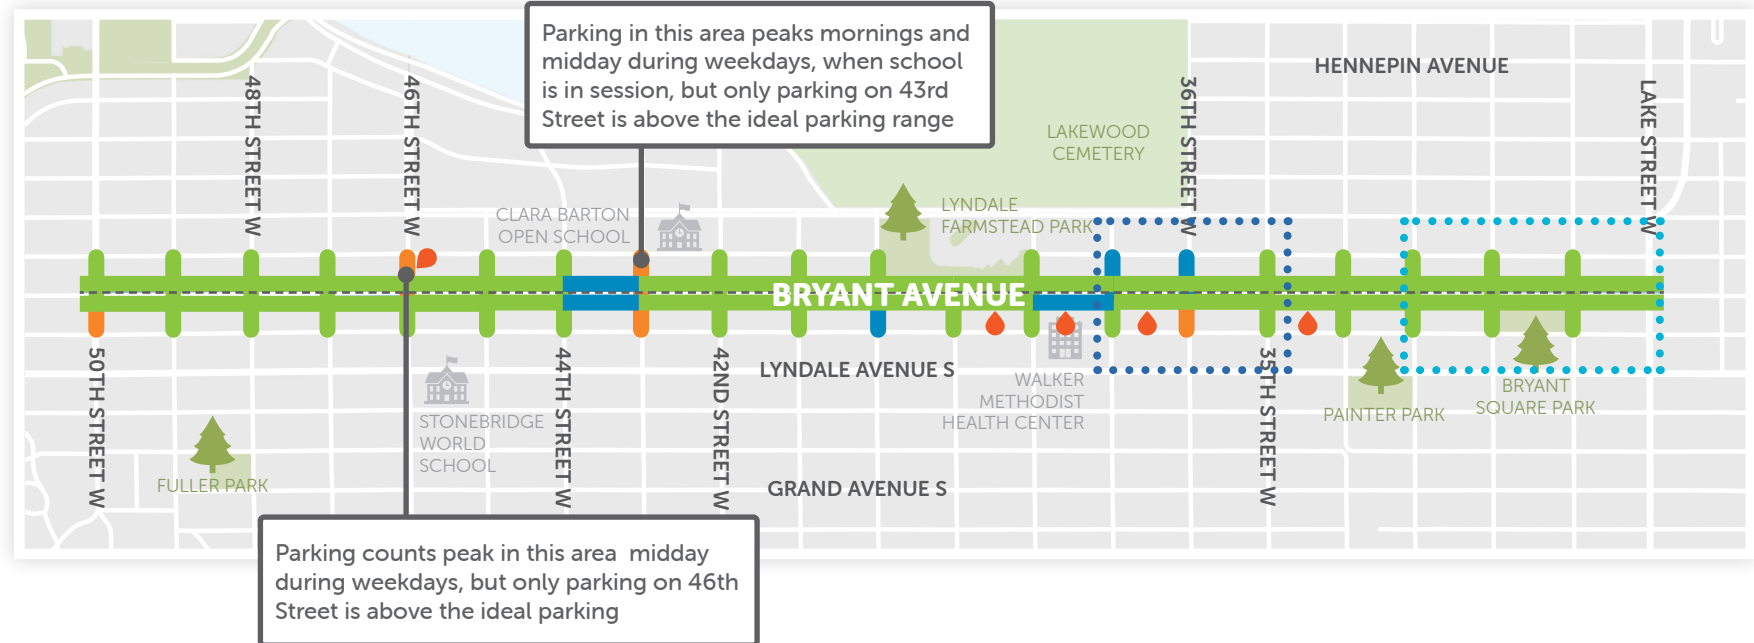 Parking in this area peaks mornings and
midday during weekdays, when school
is in session, but only parking on 43rd
Street is above the ideal parking range
HENNEPIN AVENUE
48TH STREET W
46TH STREET W
36TH STREET W
LAKE STREET W
LAKEWOOD
CEMETERY
CLARA BARTON
OPEN SCHOOL
LYNDALE
FARMSTEAD PARK
BRYANT AVENUE
50TH STREET W
44TH STREET W
42ND STREET W
35TH STREET W
LYNDALE AVENUE S
WALKER
METHODIST
HEALTH CENTER
STONEBRIDGE
WORLD
SCHOOL
PAINTER PARK
BRYANT
SQUARE PARK
FULLER PARK
GRAND AVENUE S
Parking counts peak in this area midday
during weekdays, but only parking on 46th
Street is above the ideal parking